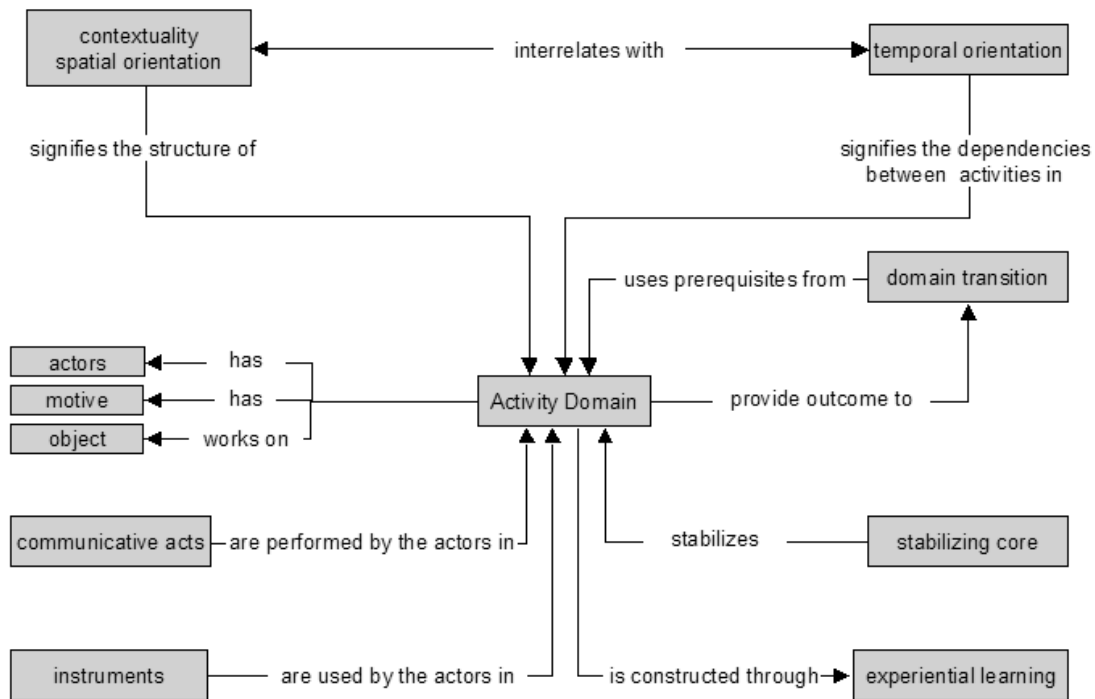 contextuality
spatial orientation
interrelates with
temporal orientation
signifies the structure of
signifies the dependencies
between activities in
uses prerequisites from
domain transition
actors
has
motive
has
object
works on
Activity Domain
provide outcome to
communicative acts
are performed by the actors in
stabilizes
stabilizing core
instruments
are used by the actors in
is constructed through
experiential learning